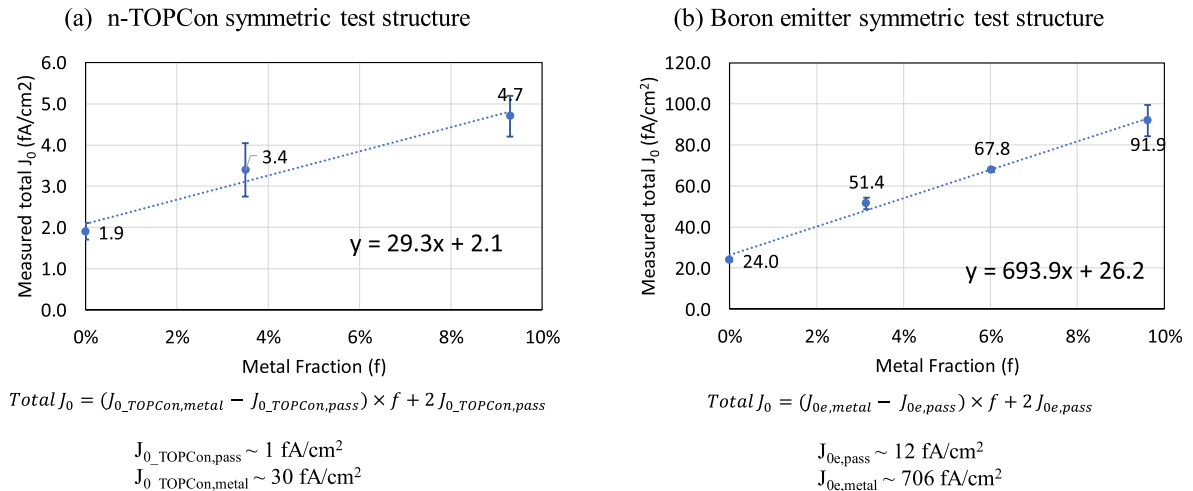 (a) n-TOPCon symmetric test structure
Measured total J₀ (fA/cm2)
6.0
5.0
4.0
3.0
2.0
1.0
0.0
1.9
3.4
4.7
y = 29.3x + 2.1
0% 2% 4% 6% 8% 10%
Metal Fraction (f)
Total J₀ = (J₀_TOPCon,metal − J₀_TOPCon,pass) × f + 2 J₀_TOPCon,pass
J₀_TOPCon,pass ~ 1 fA/cm²
J₀_TOPCon,metal ~ 30 fA/cm²
(b) Boron emitter symmetric test structure
Measured total J₀ (fA/cm²)
120.0
100.0
80.0
60.0
40.0
20.0
0.0
24.0
51.4
67.8
91.9
y = 693.9x + 26.2
0% 2% 4% 6% 8% 10%
Metal Fraction (f)
Total J₀ = (J₀e,metal − J₀e,pass) × f + 2 J₀e,pass
J₀e,pass ~ 12 fA/cm²
J₀e,metal ~ 706 fA/cm²